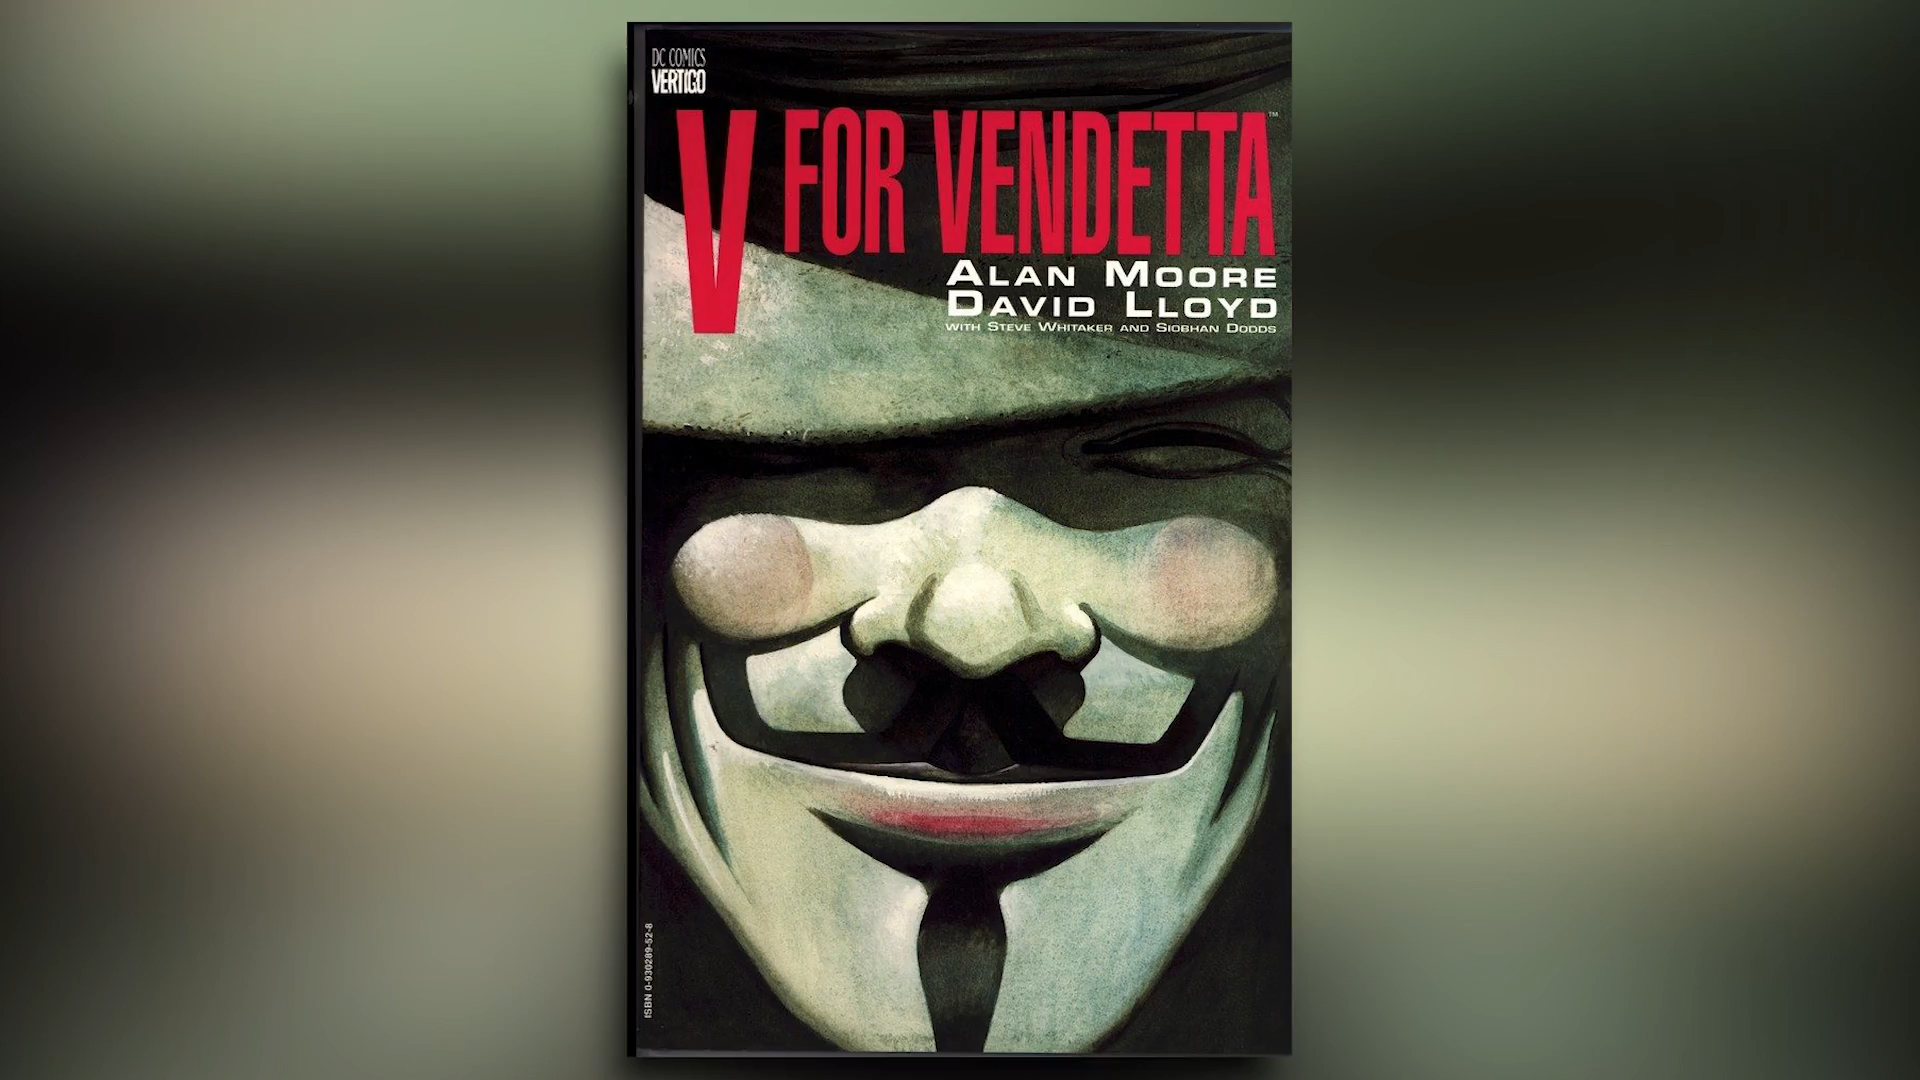 DC COMICS
VERTIGO
V FOR VENDETTA™
ALAN MOORE
DAVID LLOYD
WITH STEVE WHITAKER AND SIOBHAN DODDS
ISBN 0-930289-52-8